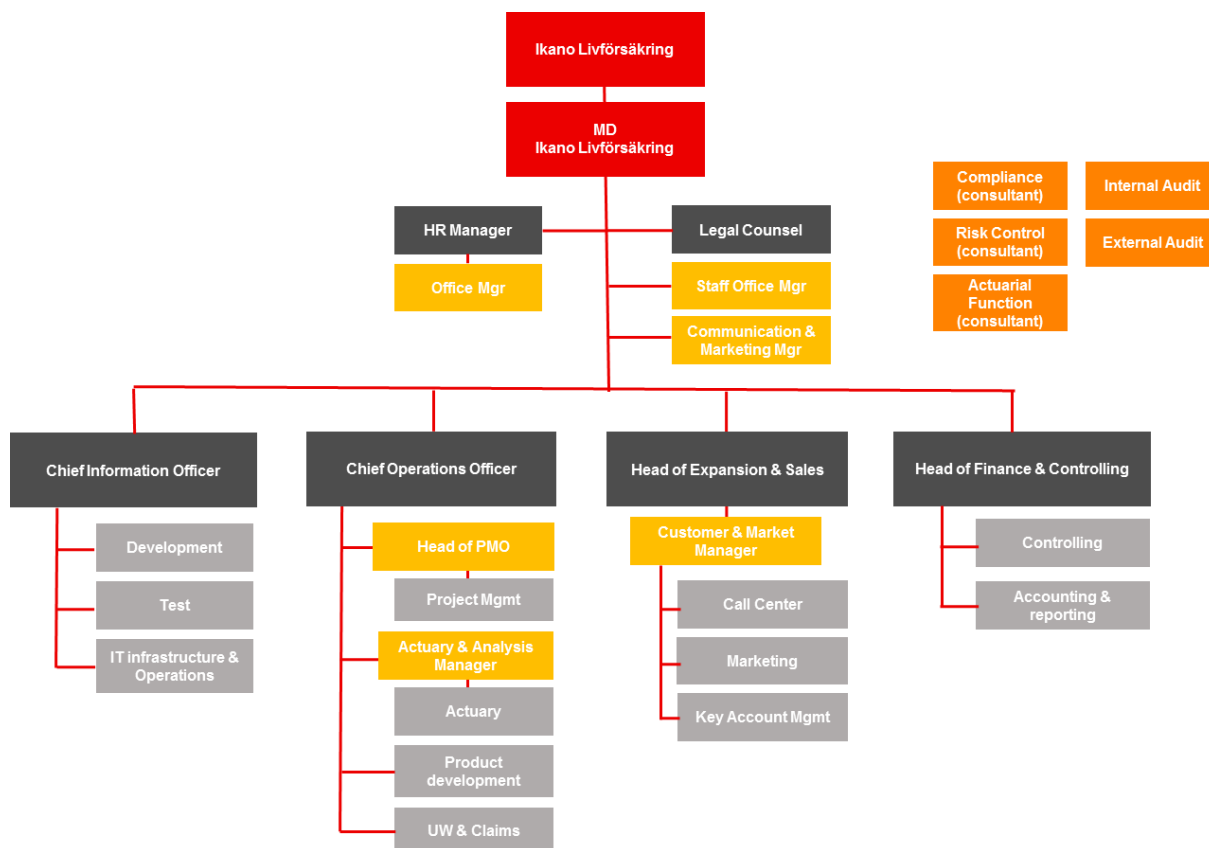 Ikano Livförsäkring
MD
Ikano Livförsäkring
Compliance
(consultant)
Internal Audit
HR Manager
Legal Counsel
Risk Control
(consultant)
External Audit
Office Mgr
Staff Office Mgr
Actuarial
Function
(consultant)
Communication &
Marketing Mgr
Chief Information Officer
Chief Operations Officer
Head of Expansion & Sales
Head of Finance & Controlling
Development
Test
IT infrastructure &
Operations
Head of PMO
Project Mgmt
Actuary & Analysis
Manager
Actuary
Product
development
UW & Claims
Customer & Market
Manager
Call Center
Marketing
Key Account Mgmt
Controlling
Accounting &
reporting